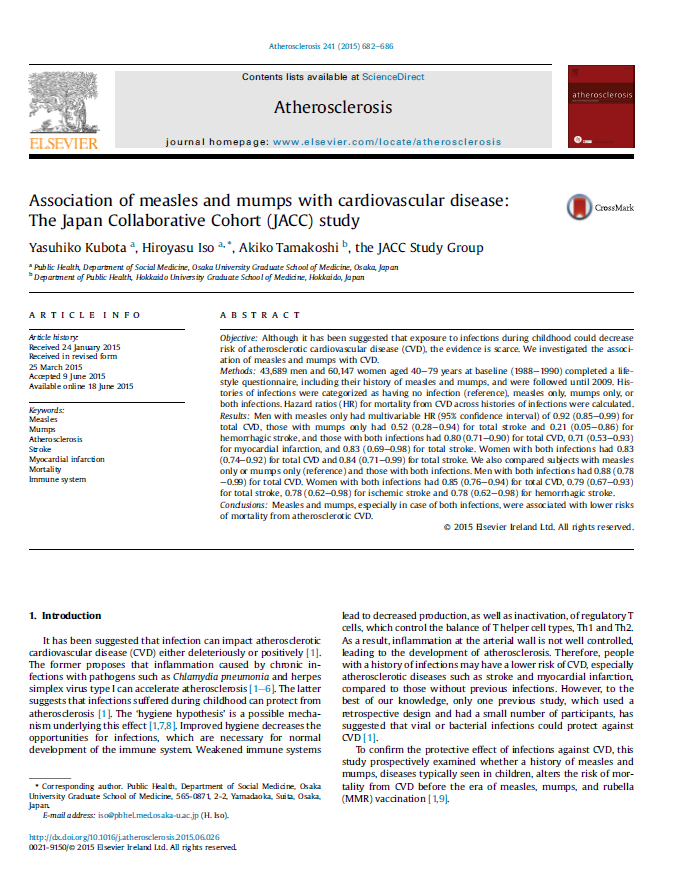 Atherosclerosis 241 (2015) 682–686
Contents lists available at ScienceDirect
Atherosclerosis
journal homepage: www.elsevier.com/locate/atherosclerosis
ELSEVIER
atherosclerosis
Association of measles and mumps with cardiovascular disease:
The Japan Collaborative Cohort (JACC) study
CrossMark
Yasuhiko Kubota a, Hiroyasu Iso a, *, Akiko Tamakoshi b, the JACC Study Group
a Public Health, Department of Social Medicine, Osaka University Graduate School of Medicine, Osaka, Japan
b Department of Public Health, Hokkaido University Graduate School of Medicine, Hokkaido, Japan
ARTICLE INFO
Article history:
Received 24 January 2015
Received in revised form
25 March 2015
Accepted 9 June 2015
Available online 18 June 2015
Keywords:
Measles
Mumps
Atherosclerosis
Stroke
Myocardial infarction
Mortality
Immune system
ABSTRACT
Objective: Although it has been suggested that exposure to infections during childhood could decrease
risk of atherosclerotic cardiovascular disease (CVD), the evidence is scarce. We investigated the associ-
ation of measles and mumps with CVD.
Methods: 43,689 men and 60,147 women aged 40–79 years at baseline (1988–1990) completed a life-
style questionnaire, including their history of measles and mumps, and were followed until 2009. His-
tories of infections were categorized as having no infection (reference), measles only, mumps only, or
both infections. Hazard ratios (HR) for mortality from CVD across histories of infections were calculated.
Results: Men with measles only had multivariable HR (95% confidence interval) of 0.92 (0.85–0.99) for
total CVD, those with mumps only had 0.52 (0.28–0.94) for total stroke and 0.21 (0.05–0.86) for
hemorrhagic stroke, and those with both infections had 0.80 (0.71–0.90) for total CVD, 0.71 (0.53–0.93)
for myocardial infarction, and 0.83 (0.69–0.98) for total stroke. Women with both infections had 0.83
(0.74–0.92) for total CVD and 0.84 (0.71–0.99) for total stroke. We also compared subjects with measles
only or mumps only (reference) and those with both infections. Men with both infections had 0.88 (0.78
–0.99) for total CVD. Women with both infections had 0.85 (0.76–0.94) for total CVD, 0.79 (0.67–0.93)
for total stroke, 0.78 (0.62–0.98) for ischemic stroke and 0.78 (0.62–0.98) for hemorrhagic stroke.
Conclusions: Measles and mumps, especially in case of both infections, were associated with lower risks
of mortality from atherosclerotic CVD.
© 2015 Elsevier Ireland Ltd. All rights reserved.
1. Introduction
It has been suggested that infection can impact atherosclerotic
cardiovascular disease (CVD) either deleteriously or positively [1].
The former proposes that inflammation caused by chronic in-
fections with pathogens such as Chlamydia pneumonia and herpes
simplex virus type I can accelerate atherosclerosis [1–6]. The latter
suggests that infections suffered during childhood can protect from
atherosclerosis [1]. The ‘hygiene hypothesis’ is a possible mecha-
nism underlying this effect [1,7,8]. Improved hygiene decreases the
opportunities for infections, which are necessary for normal
development of the immune system. Weakened immune systems
* Corresponding author. Public Health, Department of Social Medicine, Osaka
University Graduate School of Medicine, 565-0871, 2-2, Yamadaoka, Suita, Osaka,
Japan.
E-mail address: iso@pbhel.med.osaka-u.ac.jp (H. Iso).
lead to decreased production, as well as inactivation, of regulatory T
cells, which control the balance of T helper cell types, Th1 and Th2.
As a result, inflammation at the arterial wall is not well controlled,
leading to the development of atherosclerosis. Therefore, people
with a history of infections may have a lower risk of CVD, especially
atherosclerotic diseases such as stroke and myocardial infarction,
compared to those without previous infections. However, to the
best of our knowledge, only one previous study, which used a
retrospective design and had a small number of participants, has
suggested that viral or bacterial infections could protect against
CVD [1].
To confirm the protective effect of infections against CVD, this
study prospectively examined whether a history of measles and
mumps, diseases typically seen in children, alters the risk of mor-
tality from CVD before the era of measles, mumps, and rubella
(MMR) vaccination [1,9].
http://dx.doi.org/10.1016/j.atherosclerosis.2015.06.026
0021-9150/© 2015 Elsevier Ireland Ltd. All rights reserved.